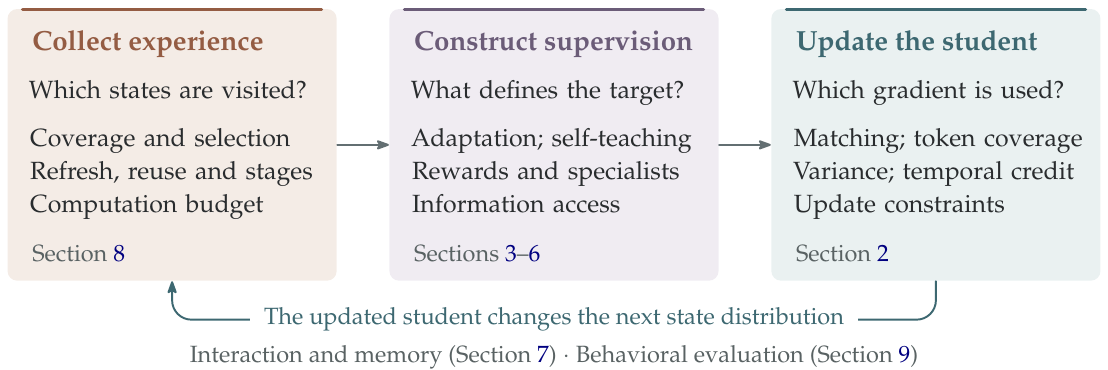 Collect experience
Which states are visited?
Coverage and selection
Refresh, reuse and stages
Computation budget
Section 8
Construct supervision
What defines the target?
Adaptation; self-teaching
Rewards and specialists
Information access
Sections 3–6
Update the student
Which gradient is used?
Matching; token coverage
Variance; temporal credit
Update constraints
Section 2
The updated student changes the next state distribution
Interaction and memory (Section 7) · Behavioral evaluation (Section 9)